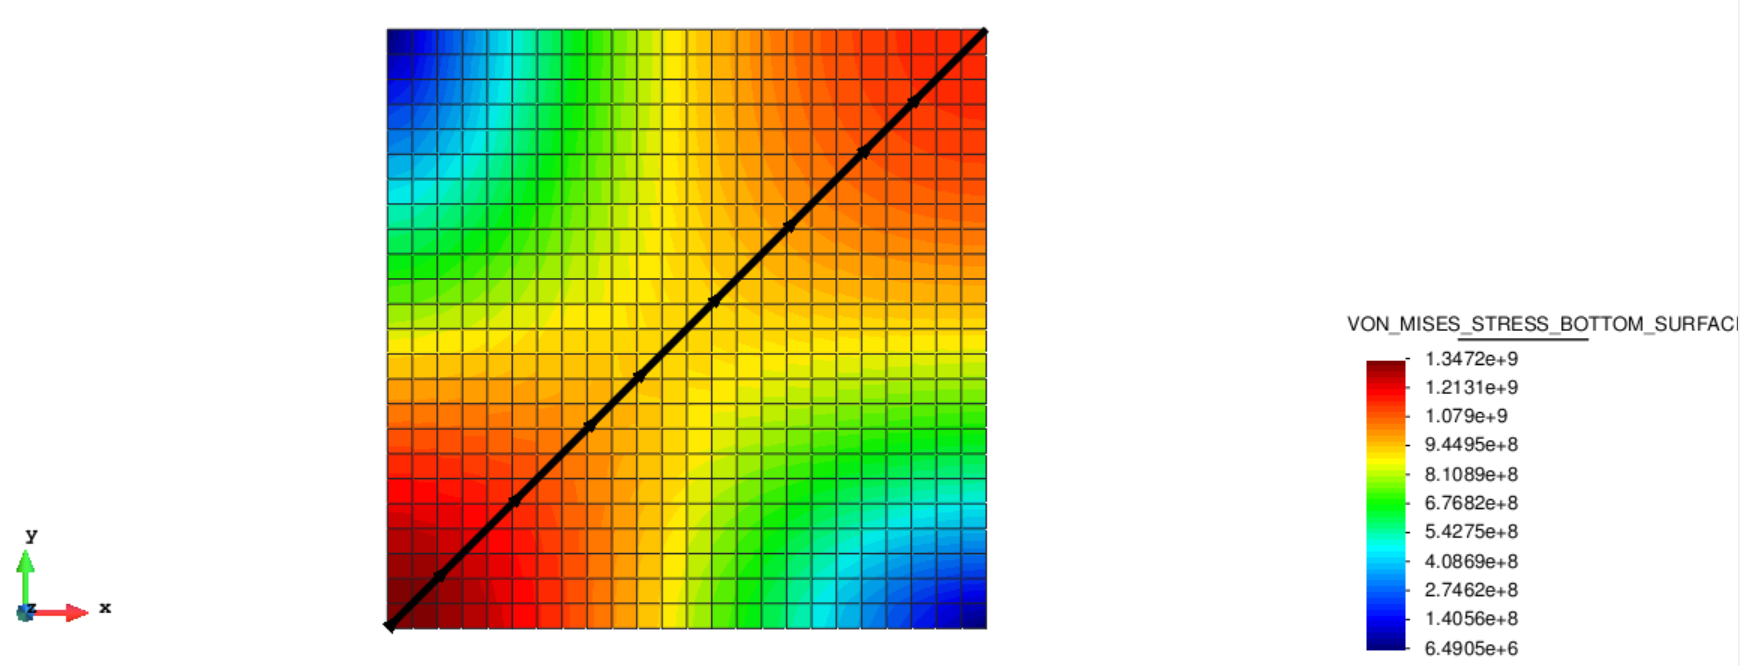 VON_MISES_STRESS_BOTTOM_SURFAC
1.3472e+9
1.2131e+9
1.079e+9
9.4495e+8
8.1089e+8
6.7682e+8
5.4275e+8
4.0869e+8
2.7462e+8
1.4056e+8
6.4905e+6
y
z
x